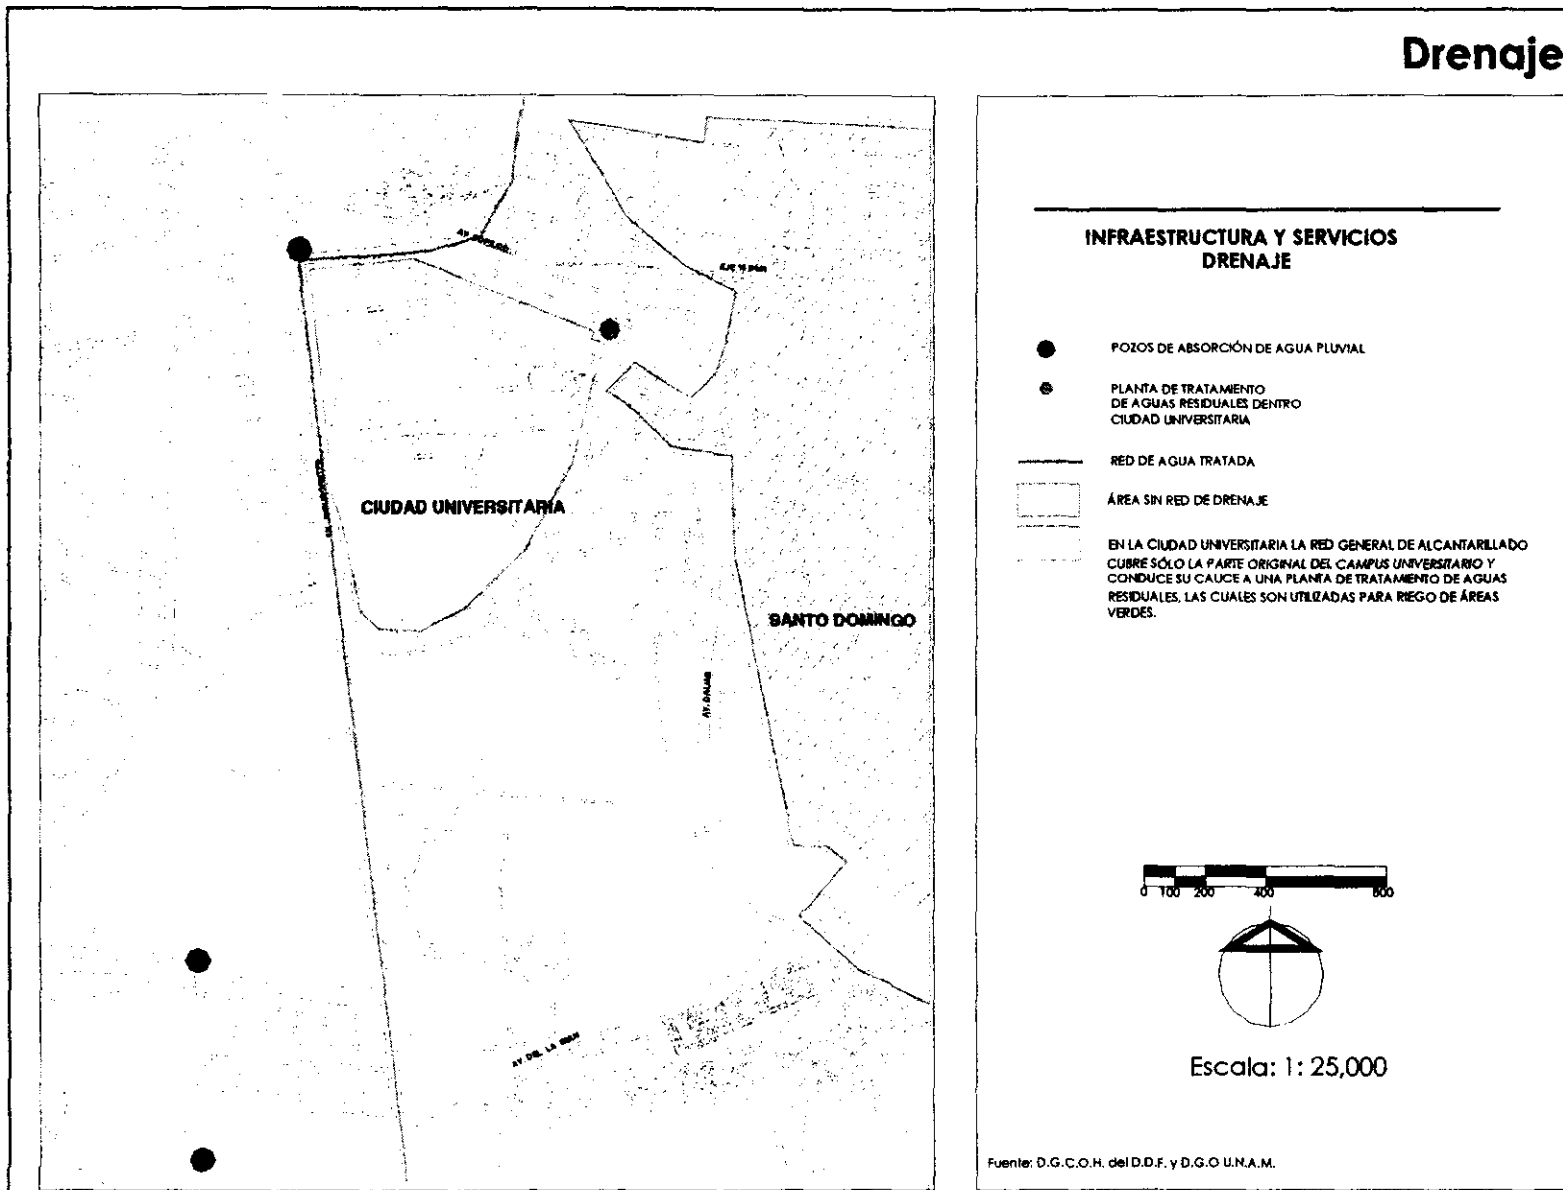 Drenaje
INFRAESTRUCTURA Y SERVICIOS
DRENAJE
POZOS DE ABSORCIÓN DE AGUA PLUVIAL
PLANTA DE TRATAMIENTO
DE AGUAS RESIDUALES DENTRO
CIUDAD UNIVERSITARIA
RED DE AGUA TRATADA
ÁREA SIN RED DE DRENAJE
EN LA CIUDAD UNIVERSITARIA LA RED GENERAL DE ALCANTARILLADO
CUBRE SÓLO LA PARTE ORIGINAL DEL CAMPUS UNIVERSITARIO Y
CONDUCE SU CAUCE A UNA PLANTA DE TRATAMIENTO DE AGUAS
RESIDUALES, LAS CUALES SON UTILIZADAS PARA RIEGO DE ÁREAS
VERDES.
CIUDAD UNIVERSITARIA
SANTO DOMINGO
AV.
EJE 10
AV. DALIAS
AV. DEL LA IMAN
0 100 200 400 800
Escala: 1: 25,000
Fuente: D.G.C.O.H. del D.D.F. y D.G.O U.N.A.M.